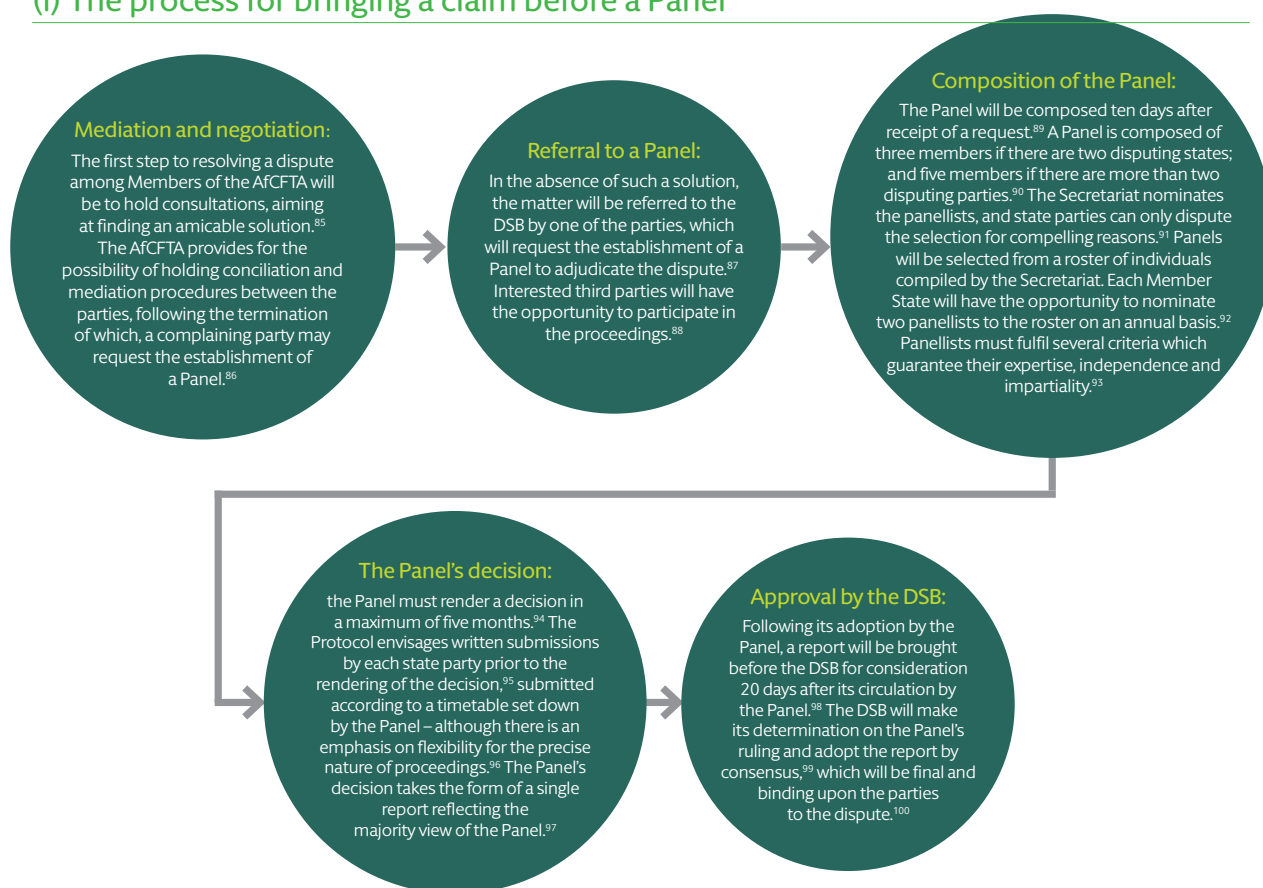 (i) The process for bringing a claim before a Panel
Mediation and negotiation:
The first step to resolving a dispute
among Members of the AfCFTA will
be to hold consultations, aiming
at finding an amicable solution.85
The AfCFTA provides for the
possibility of holding conciliation and
mediation procedures between the
parties, following the termination
of which, a complaining party may
request the establishment of
a Panel.86
Referral to a Panel:
In the absence of such a solution,
the matter will be referred to the
DSB by one of the parties, which
will request the establishment of a
Panel to adjudicate the dispute.87
Interested third parties will have
the opportunity to participate in
the proceedings.88
Composition of the Panel:
The Panel will be composed ten days after
receipt of a request.89 A Panel is composed of
three members if there are two disputing states;
and five members if there are more than two
disputing parties.90 The Secretariat nominates
the panellists, and state parties can only dispute
the selection for compelling reasons.91 Panels
will be selected from a roster of individuals
compiled by the Secretariat. Each Member
State will have the opportunity to nominate
two panellists to the roster on an annual basis.92
Panellists must fulfil several criteria which
guarantee their expertise, independence and
impartiality.93
The Panel's decision:
the Panel must render a decision in
a maximum of five months.94 The
Protocol envisages written submissions
by each state party prior to the
rendering of the decision,95 submitted
according to a timetable set down
by the Panel – although there is an
emphasis on flexibility for the precise
nature of proceedings.96 The Panel's
decision takes the form of a single
report reflecting the
majority view of the Panel.97
Approval by the DSB:
Following its adoption by the
Panel, a report will be brought
before the DSB for consideration
20 days after its circulation by
the Panel.98 The DSB will make
its determination on the Panel's
ruling and adopt the report by
consensus,99 which will be final and
binding upon the parties
to the dispute.100